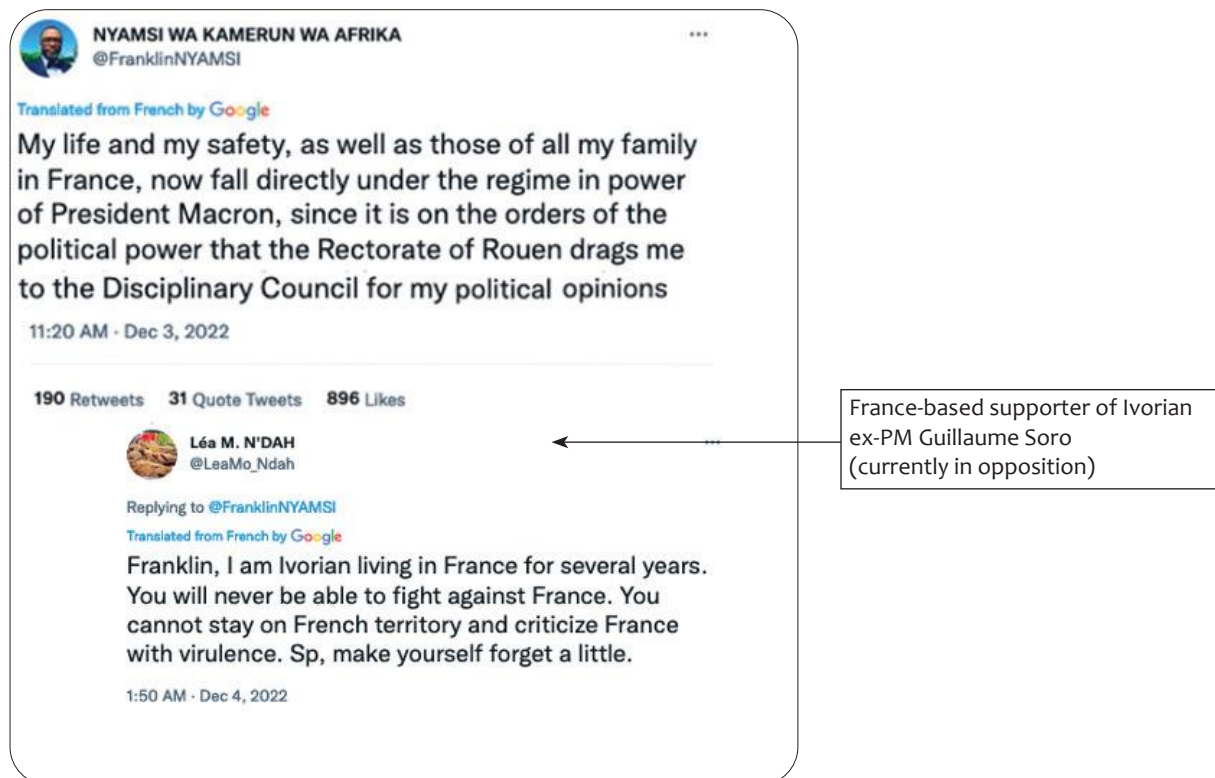 NYAMSI WA KAMERUN WA AFRIKA
@FranklinNYAMSI
Translated from French by Google
My life and my safety, as well as those of all my family
in France, now fall directly under the regime in power
of President Macron, since it is on the orders of the
political power that the Rectorate of Rouen drags me
to the Disciplinary Council for my political opinions
11:20 AM · Dec 3, 2022
190 Retweets 31 Quote Tweets 896 Likes
Léa M. N'DAH
@LeaMo_Ndah
Replying to @FranklinNYAMSI
Translated from French by Google
Franklin, I am Ivorian living in France for several years.
You will never be able to fight against France. You
cannot stay on French territory and criticize France
with virulence. Sp, make yourself forget a little.
1:50 AM · Dec 4, 2022
France-based supporter of Ivorian
ex-PM Guillaume Soro
(currently in opposition)